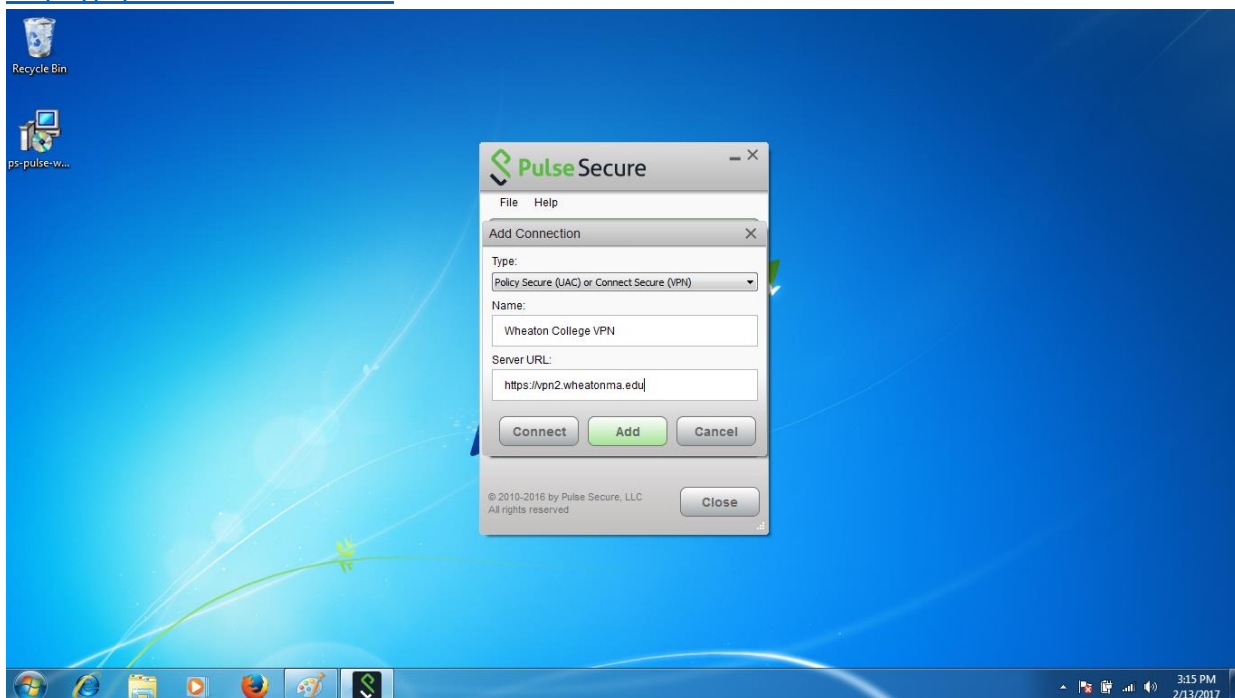 Recycle Bin
ps-pulse-w...
Pulse Secure
File Help
Add Connection
Type:
Policy Secure (UAC) or Connect Secure (VPN)
Name:
Wheaton College VPN
Server URL:
https://vpn2.wheatonma.edu
Connect Add Cancel
© 2010-2016 by Pulse Secure, LLC
All rights reserved
Close
3:15 PM
2/13/2017